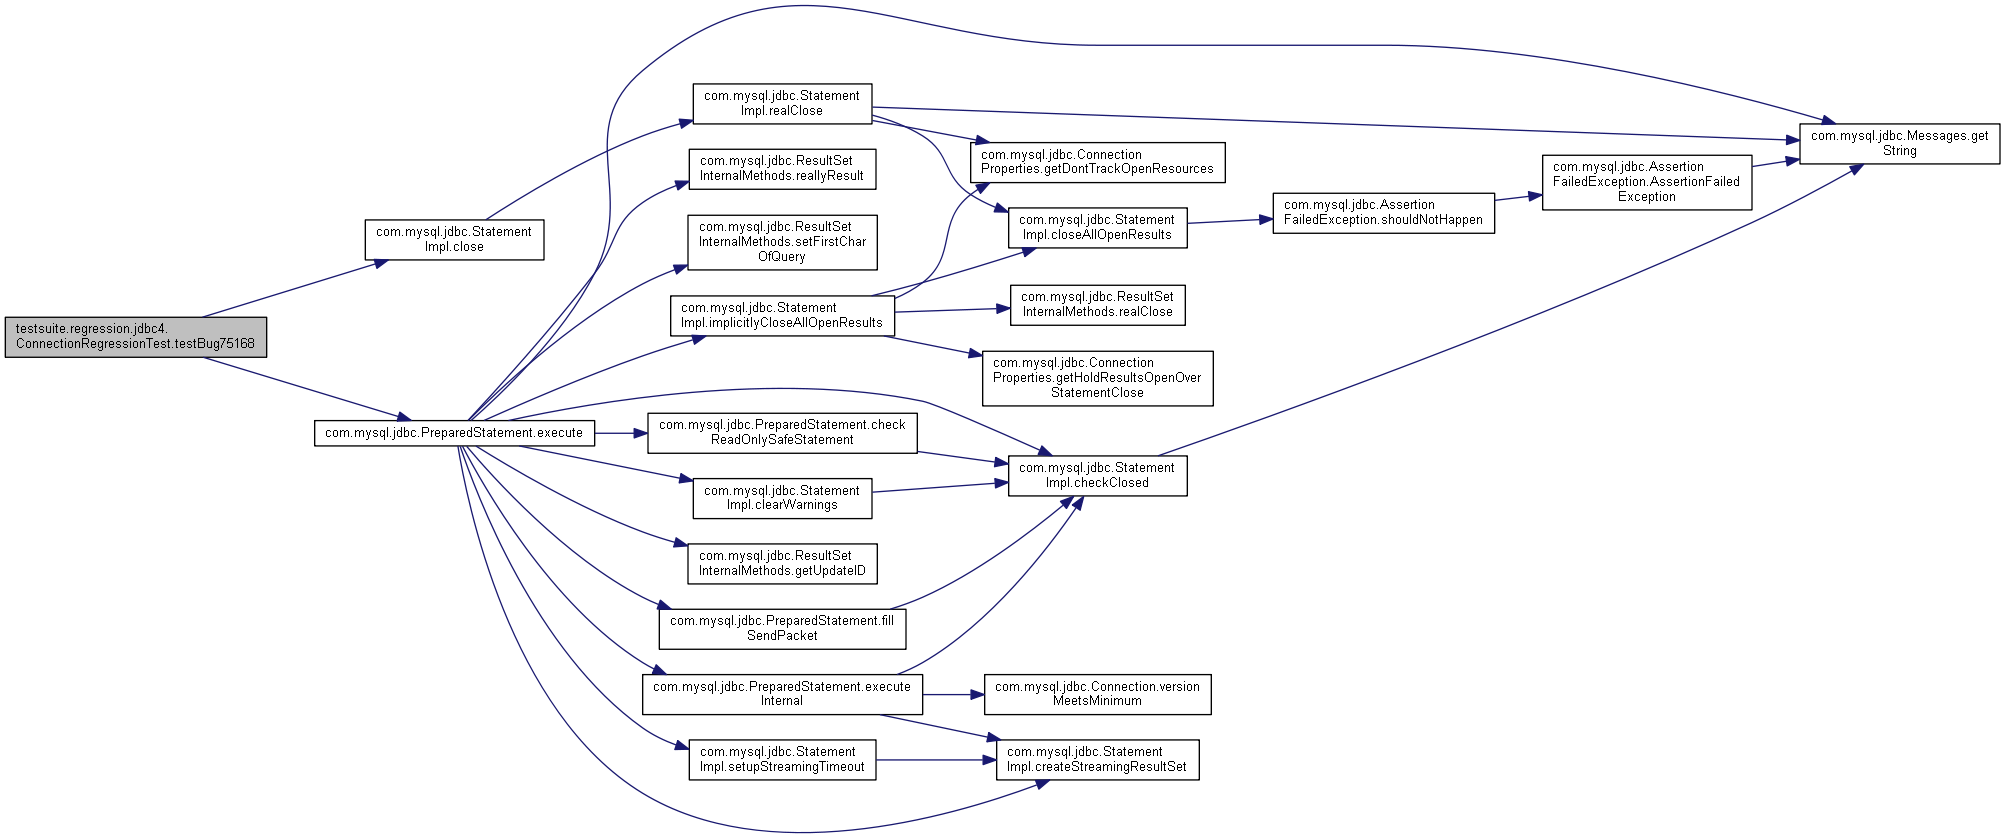 testsuite.regression.jdbc4.
ConnectionRegressionTest.testBug75168
com.mysql.jdbc.Statement
Impl.close
com.mysql.jdbc.PreparedStatement.execute
com.mysql.jdbc.Statement
Impl.realClose
com.mysql.jdbc.ResultSet
InternalMethods.reallyResult
com.mysql.jdbc.ResultSet
InternalMethods.setFirstChar
OfQuery
com.mysql.jdbc.Statement
Impl.implicitlyCloseAllOpenResults
com.mysql.jdbc.PreparedStatement.check
ReadOnlySafeStatement
com.mysql.jdbc.Statement
Impl.clearWarnings
com.mysql.jdbc.ResultSet
InternalMethods.getUpdateID
com.mysql.jdbc.PreparedStatement.fill
SendPacket
com.mysql.jdbc.PreparedStatement.execute
Internal
com.mysql.jdbc.Statement
Impl.setupStreamingTimeout
com.mysql.jdbc.Connection
Properties.getDontTrackOpenResources
com.mysql.jdbc.Statement
Impl.closeAllOpenResults
com.mysql.jdbc.ResultSet
InternalMethods.realClose
com.mysql.jdbc.Connection
Properties.getHoldResultsOpenOver
StatementClose
com.mysql.jdbc.Statement
Impl.checkClosed
com.mysql.jdbc.Connection.version
MeetsMinimum
com.mysql.jdbc.Statement
Impl.createStreamingResultSet
com.mysql.jdbc.Assertion
FailedException.shouldNotHappen
com.mysql.jdbc.Assertion
FailedException.AssertionFailed
Exception
com.mysql.jdbc.Messages.get
String